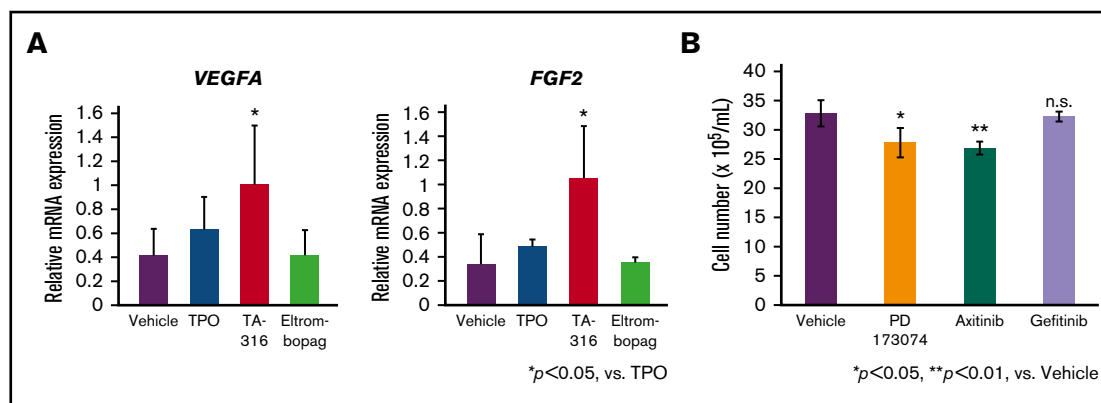 A
VEGFA
Relative mRNA expression
1.6
1.4
1.2
1
0.8
0.6
0.4
0.2
0
*
Vehicle
TPO
TA-
316
Eltrom-
bopag
FGF2
Relative mRNA expression
1.6
1.4
1.2
1
0.8
0.6
0.4
0.2
0
*
Vehicle
TPO
TA-
316
Eltrom-
bopag
*p<0.05, vs. TPO
B
Cell number (x 10⁵/mL)
40
35
30
25
20
15
10
5
0
*
**
n.s.
Vehicle
PD
173074
Axitinib
Gefitinib
*p<0.05, **p<0.01, vs. Vehicle